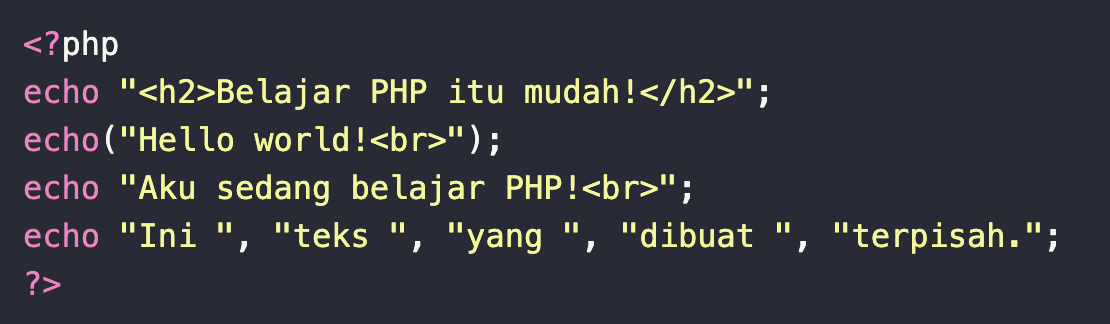 <?php
echo "<h2>Belajar PHP itu mudah!</h2>";
echo("Hello world!<br>");
echo "Aku sedang belajar PHP!<br>";
echo "Ini ", "teks ", "yang ", "dibuat ", "terpisah.";
?>